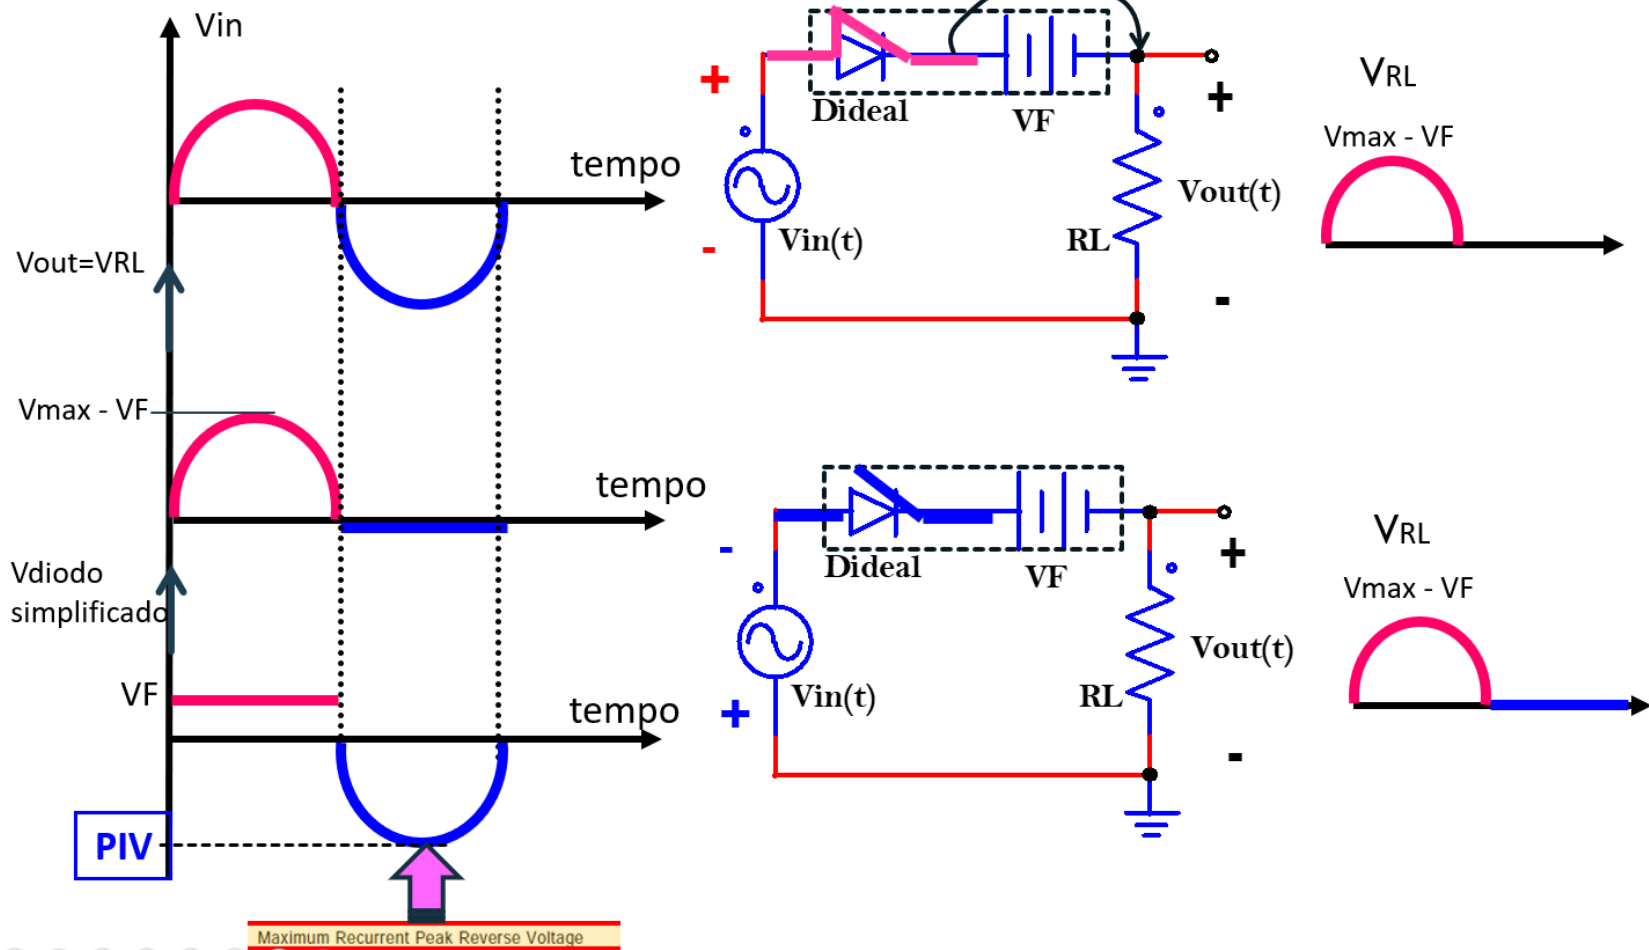 Vin
tempo
Vout=VRL
Vmax - VF
tempo
Vdiodo
simplificado
VF
tempo
PIV
Maximum Recurrent Peak Reverse Voltage
+
Dideal
VF
+
Vin(t)
-
RL
Vout(t)
-
VRL
Vmax - VF
-
Dideal
VF
+
Vin(t)
+
RL
Vout(t)
-
VRL
Vmax - VF